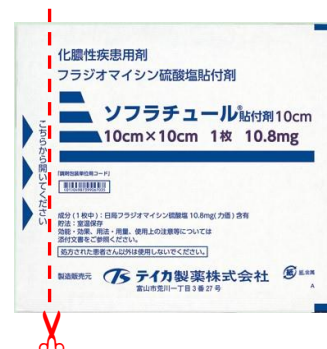 化膿性疾患用剤
フラジオマイシン硫酸塩貼付剤
ソフラチュール®貼付剤10cm
10cm×10cm 1枚 10.8mg
こちらから開いてください
「調剤包装単位用コード」
成分(1枚中):日局フラジオマイシン硫酸塩 10.8mg(力価)含有
貯法:室温保存
効能・効果、用法・用量、使用上の注意等については
添付文書をご参照ください。
処方された患者さん以外は使用しないでください。
製造販売元 テイカ製薬株式会社
富山市荒川一丁目3番27号
紙
A